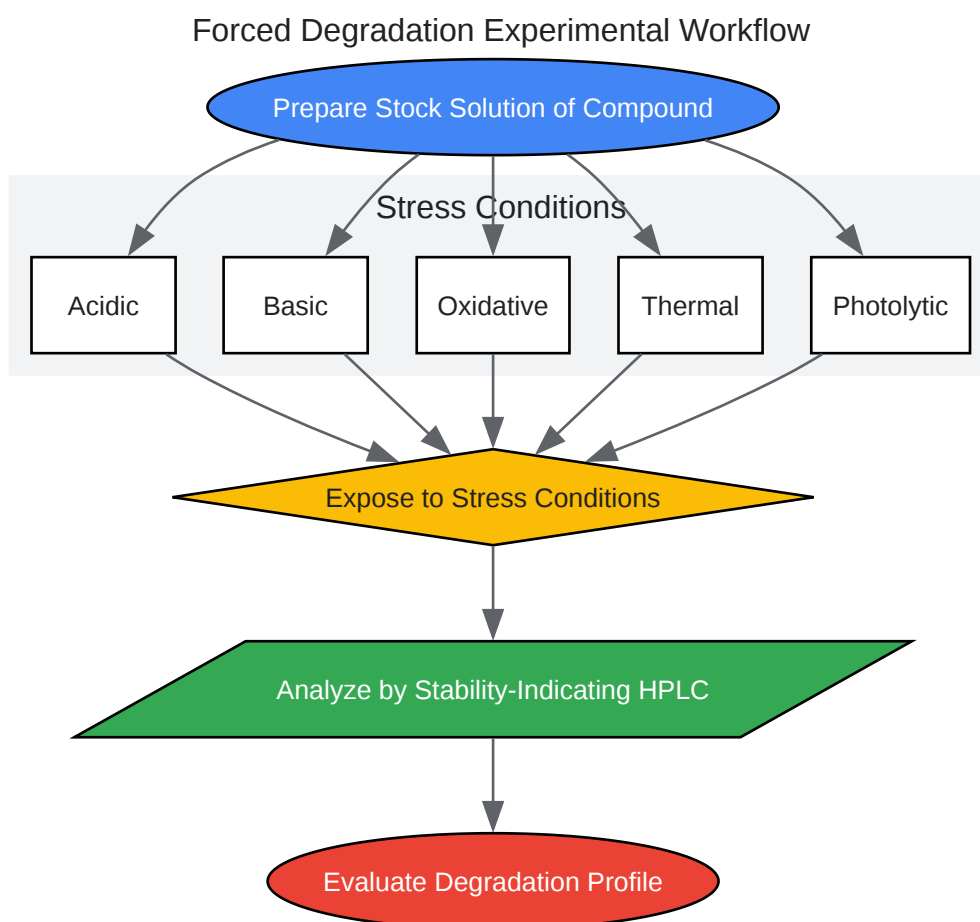 Forced Degradation Experimental Workflow
Prepare Stock Solution of Compound
Stress Conditions
Acidic
Basic
Oxidative
Thermal
Photolytic
Expose to Stress Conditions
Analyze by Stability-Indicating HPLC
Evaluate Degradation Profile